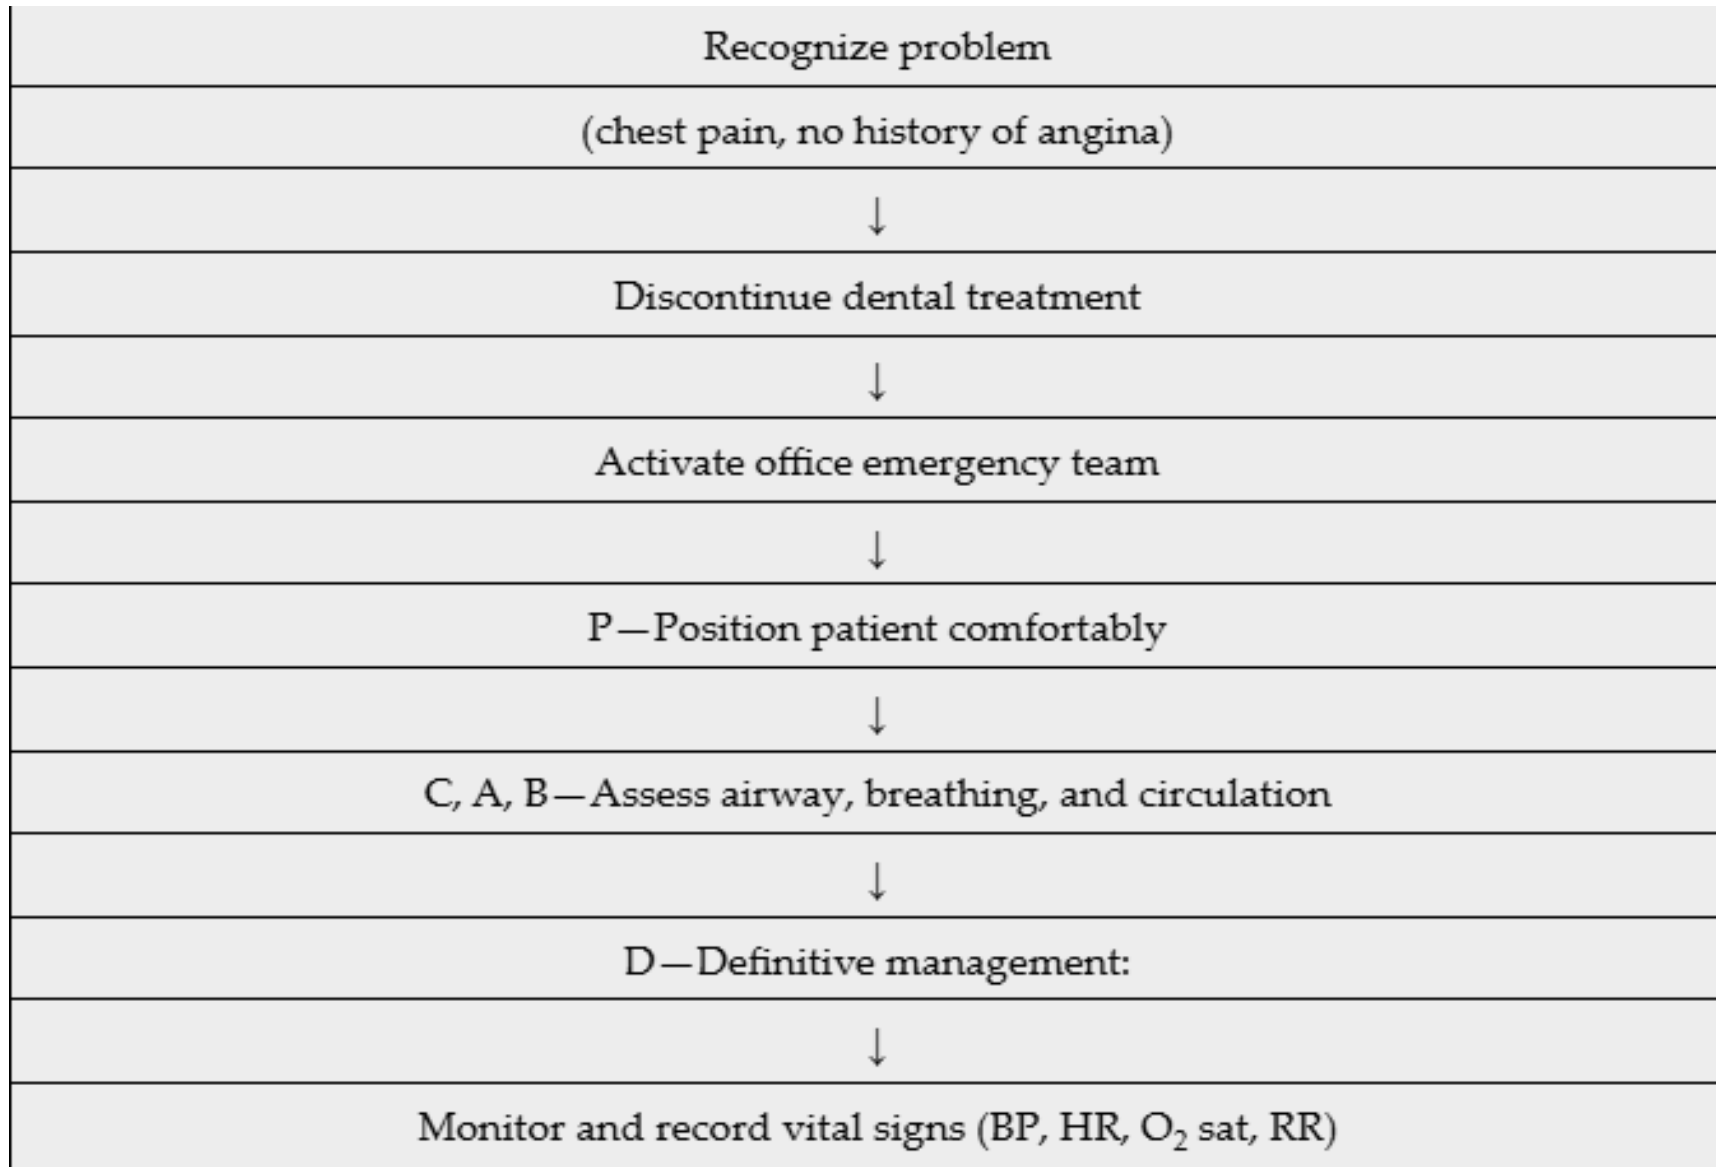 Recognize problem
(chest pain, no history of angina)
↓
Discontinue dental treatment
↓
Activate office emergency team
↓
P—Position patient comfortably
↓
C, A, B—Assess airway, breathing, and circulation
↓
D—Definitive management:
↓
Monitor and record vital signs (BP, HR, O₂ sat, RR)